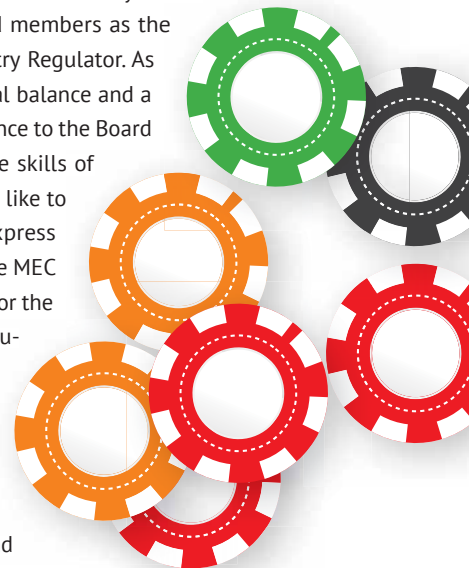 d members as the
try Regulator. As
al balance and a
nce to the Board
e skills of
like to
xpress
e MEC
or the
u-
d